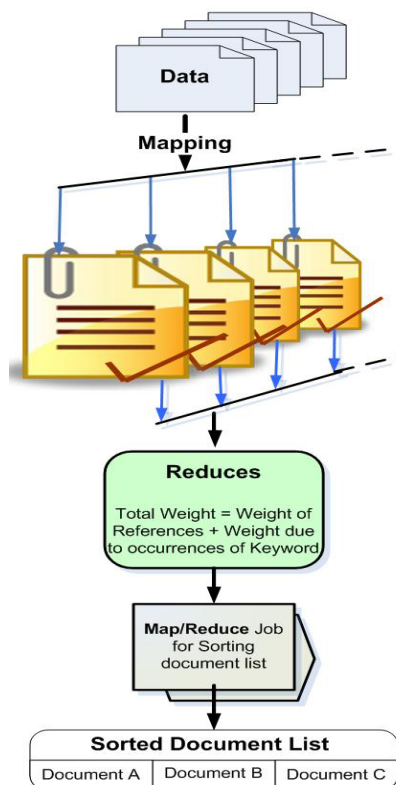 Data
Mapping
Reduces
Total Weight = Weight of
References + Weight due
to occurrences of Keyword
Map/Reduce Job
for Sorting
document list
Sorted Document List
Document A Document B Document C